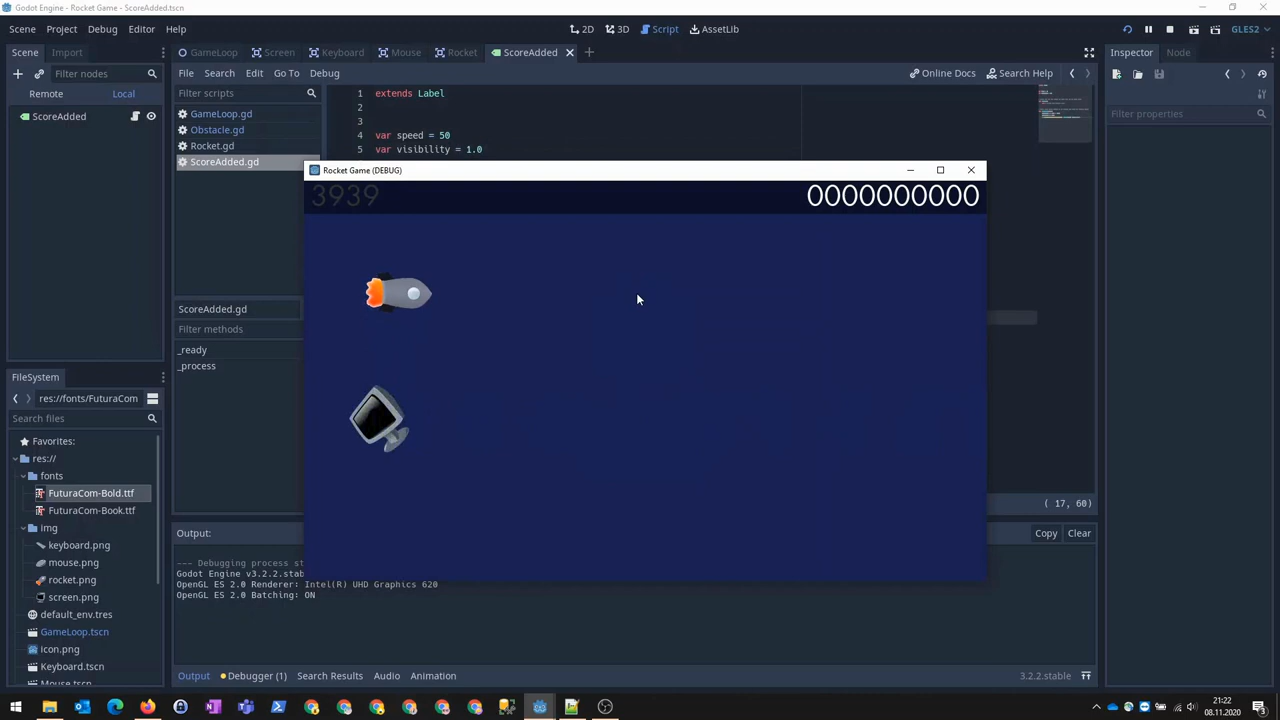 Godot Engine - Rocket Game - ScoreAdded.tscn
Scene Project Debug Editor Help
2D 3D Script AssetLib
GLES2
Scene Import
GameLoop Screen Keyboard Mouse Rocket ScoreAdded
Inspector Node
Filter nodes
File Search Edit Go To Debug
Online Docs Search Help
Remote Local
Filter scripts
Filter properties
ScoreAdded
GameLoop.gd
Obstacle.gd
Rocket.gd
ScoreAdded.gd
1 extends Label
2
3
4 var speed = 50
5 var visibility = 1.0
Rocket Game (DEBUG)
3939
0000000000
ScoreAdded.gd
Filter methods
_ready
_process
FileSystem
res://fonts/FuturaCom
Search files
Favorites:
res://
fonts
FuturaCom-Bold.ttf
FuturaCom-Book.ttf
img
keyboard.png
mouse.png
rocket.png
screen.png
default_env.tres
GameLoop.tscn
icon.png
Keyboard.tscn
Mouse.tscn
( 17, 60)
Output:
Copy Clear
--- Debugging process st
Godot Engine v3.2.2.stab
OpenGL ES 2.0 Renderer: Intel(R) UHD Graphics 620
OpenGL ES 2.0 Batching: ON
Output Debugger (1) Search Results Audio Animation
3.2.2.stable
21:22
08.11.2020